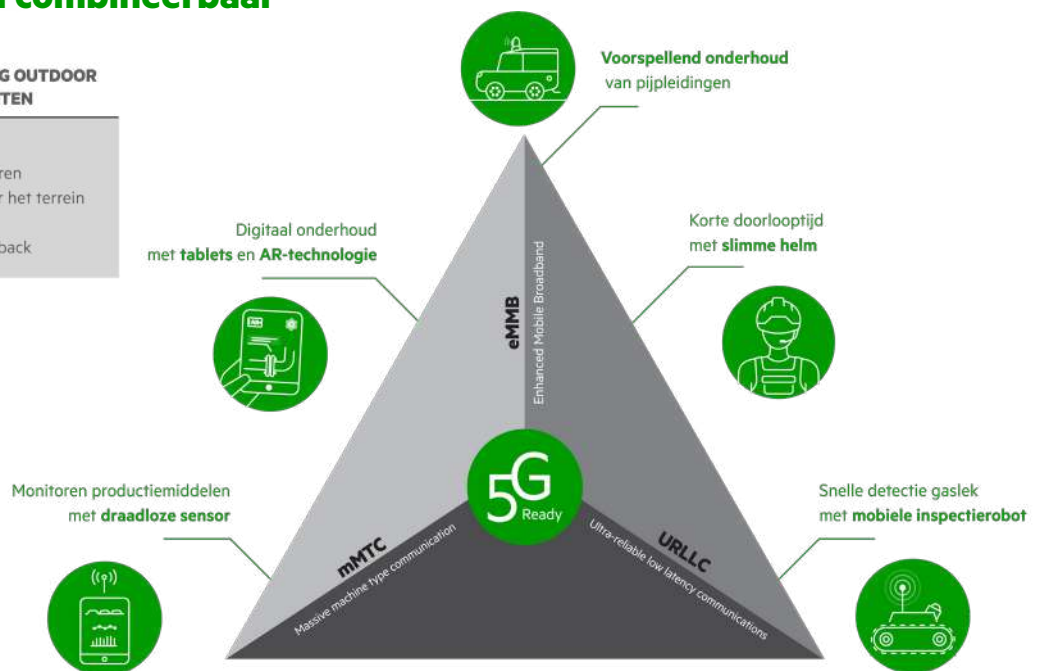 combineerbaar
G OUTDOOR
TEN
ren
het terrein
back
Voorspellend onderhoud
van pijpleidingen
Digitaal onderhoud
met tablets en AR-technologie
Korte doorlooptijd
met slimme helm
eMMB
Enhanced Mobile Broadband
5G
Ready
Monitoren productiemiddelen
met draadloze sensor
Snelle detectie gaslek
met mobiele inspectierobot
mMTC
Massive machine type communication
URLLC
Ultra-reliable low latency communications